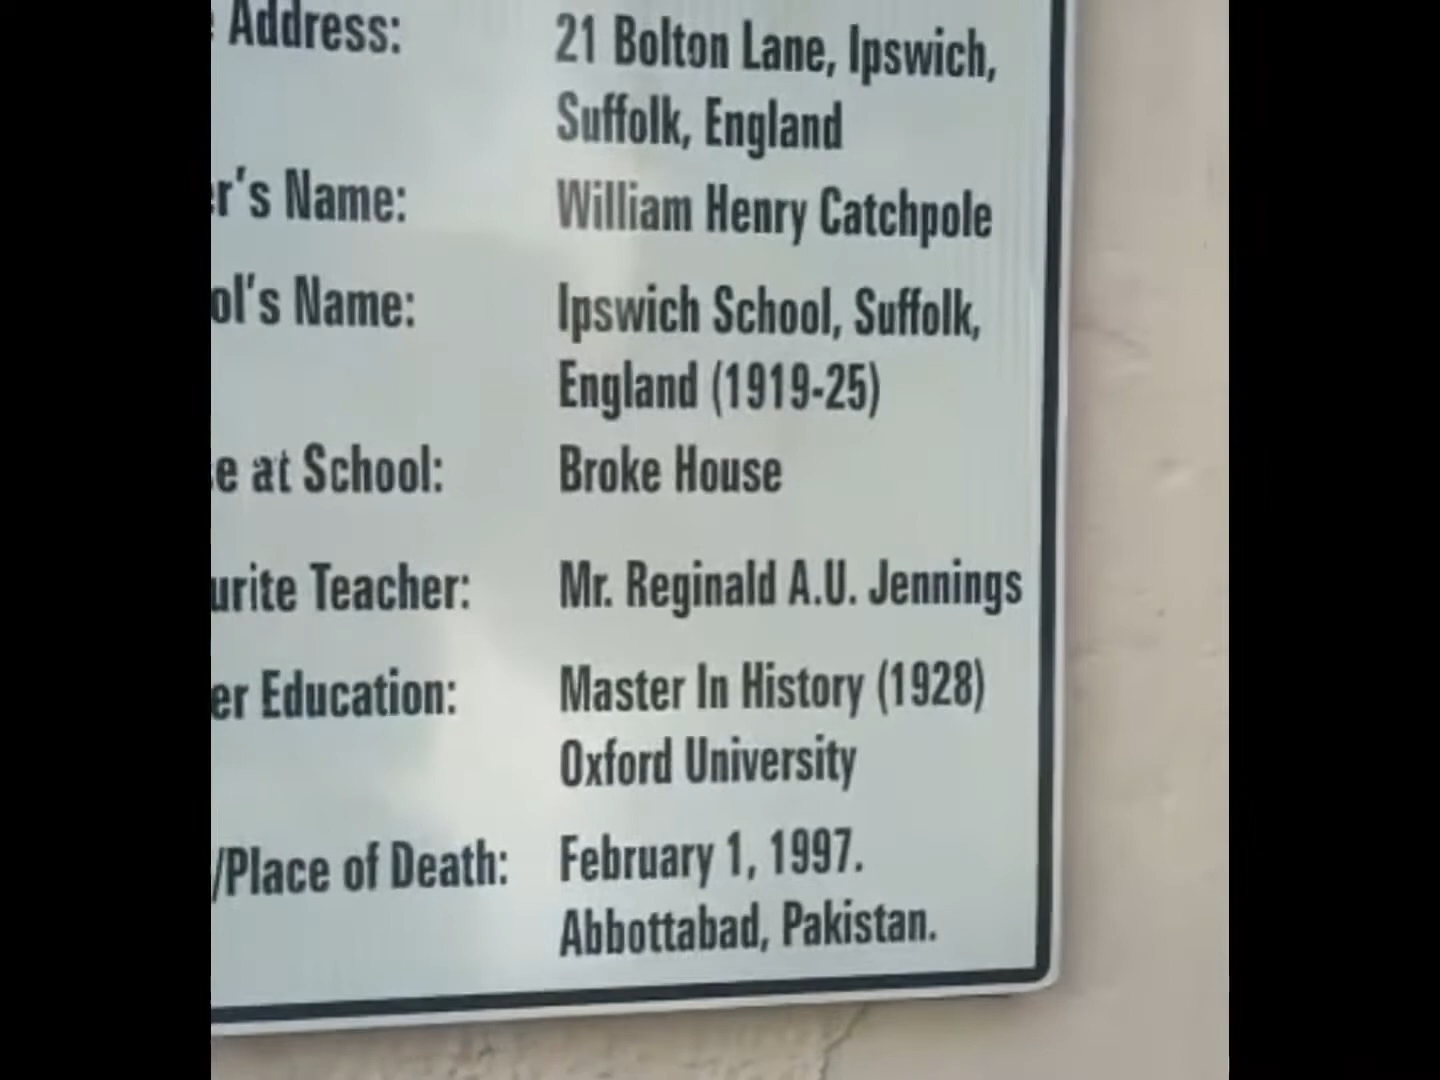 Address: 21 Bolton Lane, Ipswich,
Suffolk, England
r's Name: William Henry Catchpole
ol's Name: Ipswich School, Suffolk,
England (1919-25)
e at School: Broke House
urite Teacher: Mr. Reginald A.U. Jennings
er Education: Master In History (1928)
Oxford University
/Place of Death: February 1, 1997.
Abbottabad, Pakistan.